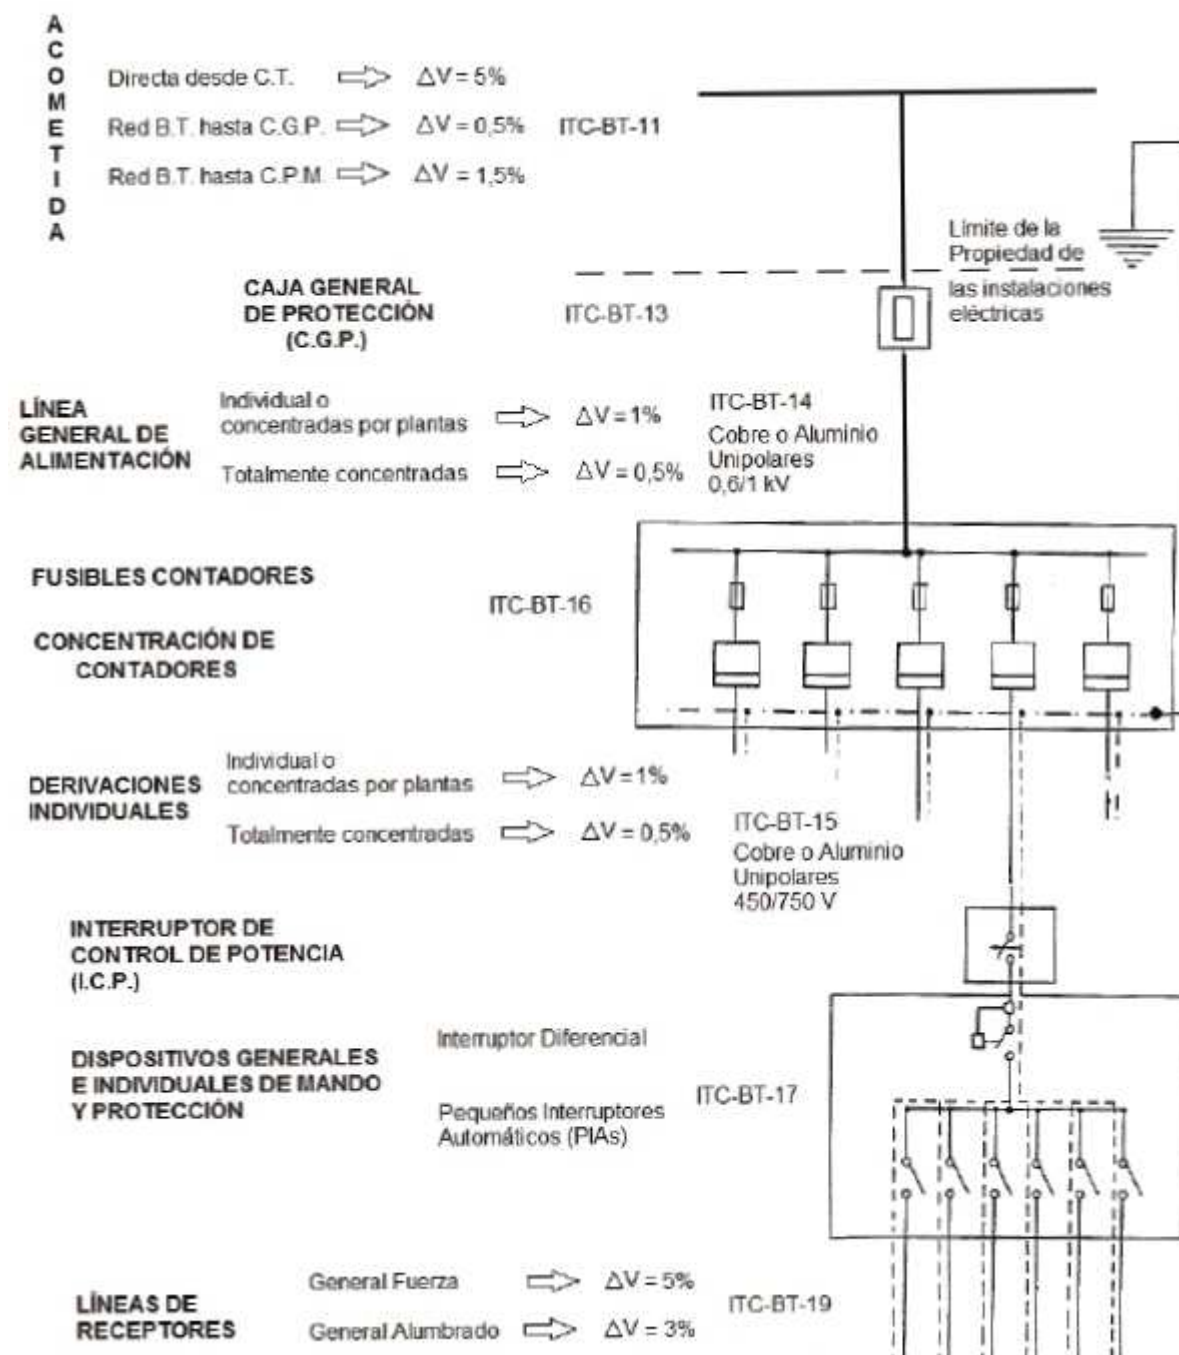 ACOMETIDA
Directa desde C.T. ⇨ ΔV = 5%
Red B.T. hasta C.G.P. ⇨ ΔV = 0,5% ITC-BT-11
Red B.T. hasta C.P.M. ⇨ ΔV = 1,5%
Límite de la
Propiedad de
las instalaciones
eléctricas
CAJA GENERAL
DE PROTECCIÓN
(C.G.P.)
ITC-BT-13
LÍNEA
GENERAL DE
ALIMENTACIÓN
Individual o
concentradas por plantas ⇨ ΔV = 1%
Totalmente concentradas ⇨ ΔV = 0,5%
ITC-BT-14
Cobre o Aluminio
Unipolares
0,6/1 kV
FUSIBLES CONTADORES
ITC-BT-16
CONCENTRACIÓN DE
CONTADORES
DERIVACIONES
INDIVIDUALES
Individual o
concentradas por plantas ⇨ ΔV = 1%
Totalmente concentradas ⇨ ΔV = 0,5%
ITC-BT-15
Cobre o Aluminio
Unipolares
450/750 V
INTERRUPTOR DE
CONTROL DE POTENCIA
(I.C.P.)
DISPOSITIVOS GENERALES
E INDIVIDUALES DE MANDO
Y PROTECCIÓN
Interruptor Diferencial
Pequeños Interruptores
Automáticos (PIAs)
ITC-BT-17
LÍNEAS DE
RECEPTORES
General Fuerza ⇨ ΔV = 5%
General Alumbrado ⇨ ΔV = 3%
ITC-BT-19